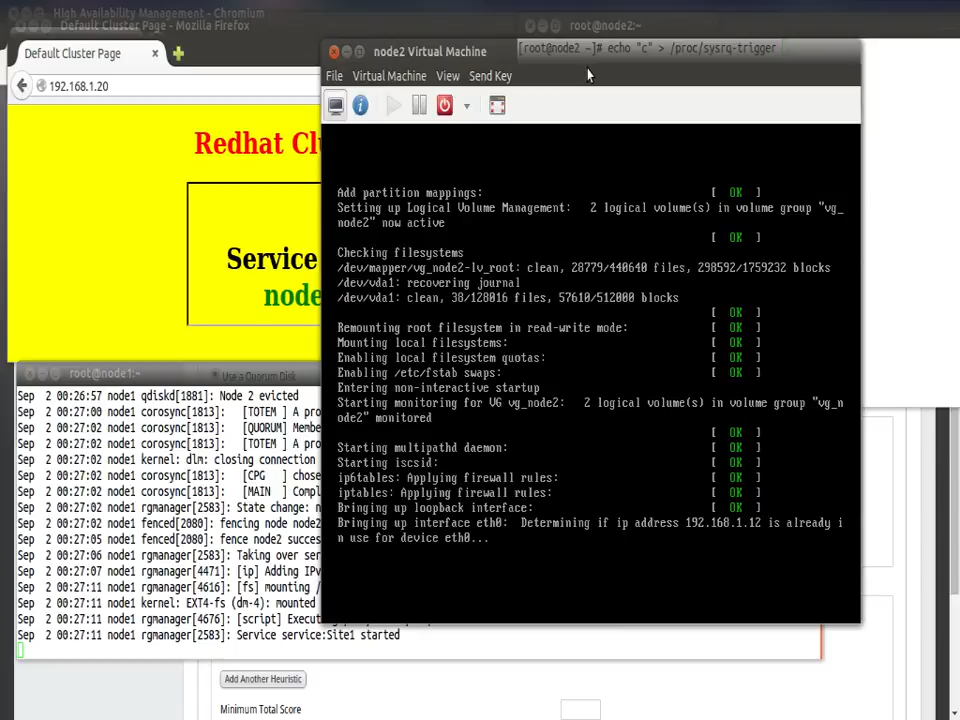 High Availability Management - Chromium
Default Cluster Page - Mozilla Firefox
root@node2:~
Default Cluster Page
192.168.1.20
node2 Virtual Machine
[root@node2 ~]# echo "c" > /proc/sysrq-trigger
File Virtual Machine View Send Key
Redhat Clu
Service
node
Add partition mappings: [ OK ]
Setting up Logical Volume Management: 2 logical volume(s) in volume group "vg_
node2" now active
[ OK ]
Checking filesystems
/dev/mapper/vg_node2-lv_root: clean, 28779/440640 files, 298592/1759232 blocks
/dev/vda1: recovering journal
/dev/vda1: clean, 38/128016 files, 57610/512000 blocks
[ OK ]
Remounting root filesystem in read-write mode: [ OK ]
Mounting local filesystems: [ OK ]
Enabling local filesystem quotas: [ OK ]
Enabling /etc/fstab swaps: [ OK ]
Entering non-interactive startup
Starting monitoring for VG vg_node2: 2 logical volume(s) in volume group "vg_n
ode2" monitored
[ OK ]
Starting multipathd daemon: [ OK ]
Starting iscsid: [ OK ]
ip6tables: Applying firewall rules: [ OK ]
iptables: Applying firewall rules: [ OK ]
Bringing up loopback interface: [ OK ]
Bringing up interface eth0: Determining if ip address 192.168.1.12 is already i
n use for device eth0...
root@node1:~
Use a Quorum Disk
Sep 2 00:26:57 node1 qdiskd[1881]: Node 2 evicted
Sep 2 00:27:00 node1 corosync[1813]: [TOTEM ] A pro
Sep 2 00:27:02 node1 corosync[1813]: [QUORUM] Membe
Sep 2 00:27:02 node1 corosync[1813]: [TOTEM ] A pro
Sep 2 00:27:02 node1 kernel: dlm: closing connection
Sep 2 00:27:02 node1 corosync[1813]: [CPG ] chose
Sep 2 00:27:02 node1 corosync[1813]: [MAIN ] Compl
Sep 2 00:27:02 node1 rgmanager[2583]: State change: no
Sep 2 00:27:02 node1 fenced[2080]: fencing node node2
Sep 2 00:27:05 node1 fenced[2080]: fence node2 succes
Sep 2 00:27:06 node1 rgmanager[2583]: Taking over ser
Sep 2 00:27:07 node1 rgmanager[4471]: [ip] Adding IPv
Sep 2 00:27:11 node1 rgmanager[4616]: [fs] mounting /
Sep 2 00:27:11 node1 kernel: EXT4-fs (dm-4): mounted
Sep 2 00:27:11 node1 rgmanager[4676]: [script] Execut
Sep 2 00:27:11 node1 rgmanager[2583]: Service service:Site1 started
Add Another Heuristic
Minimum Total Score